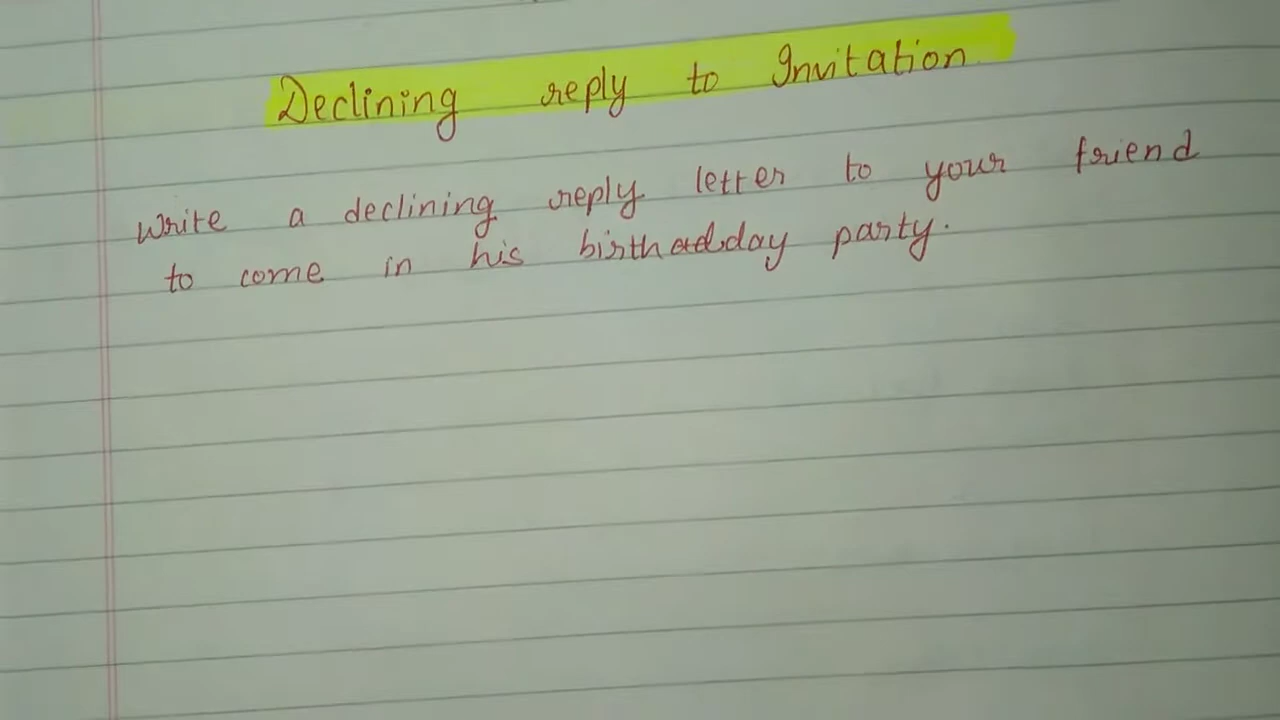 Declining reply to Invitation
Write a declining reply letter to your friend
to come in his birthday party.